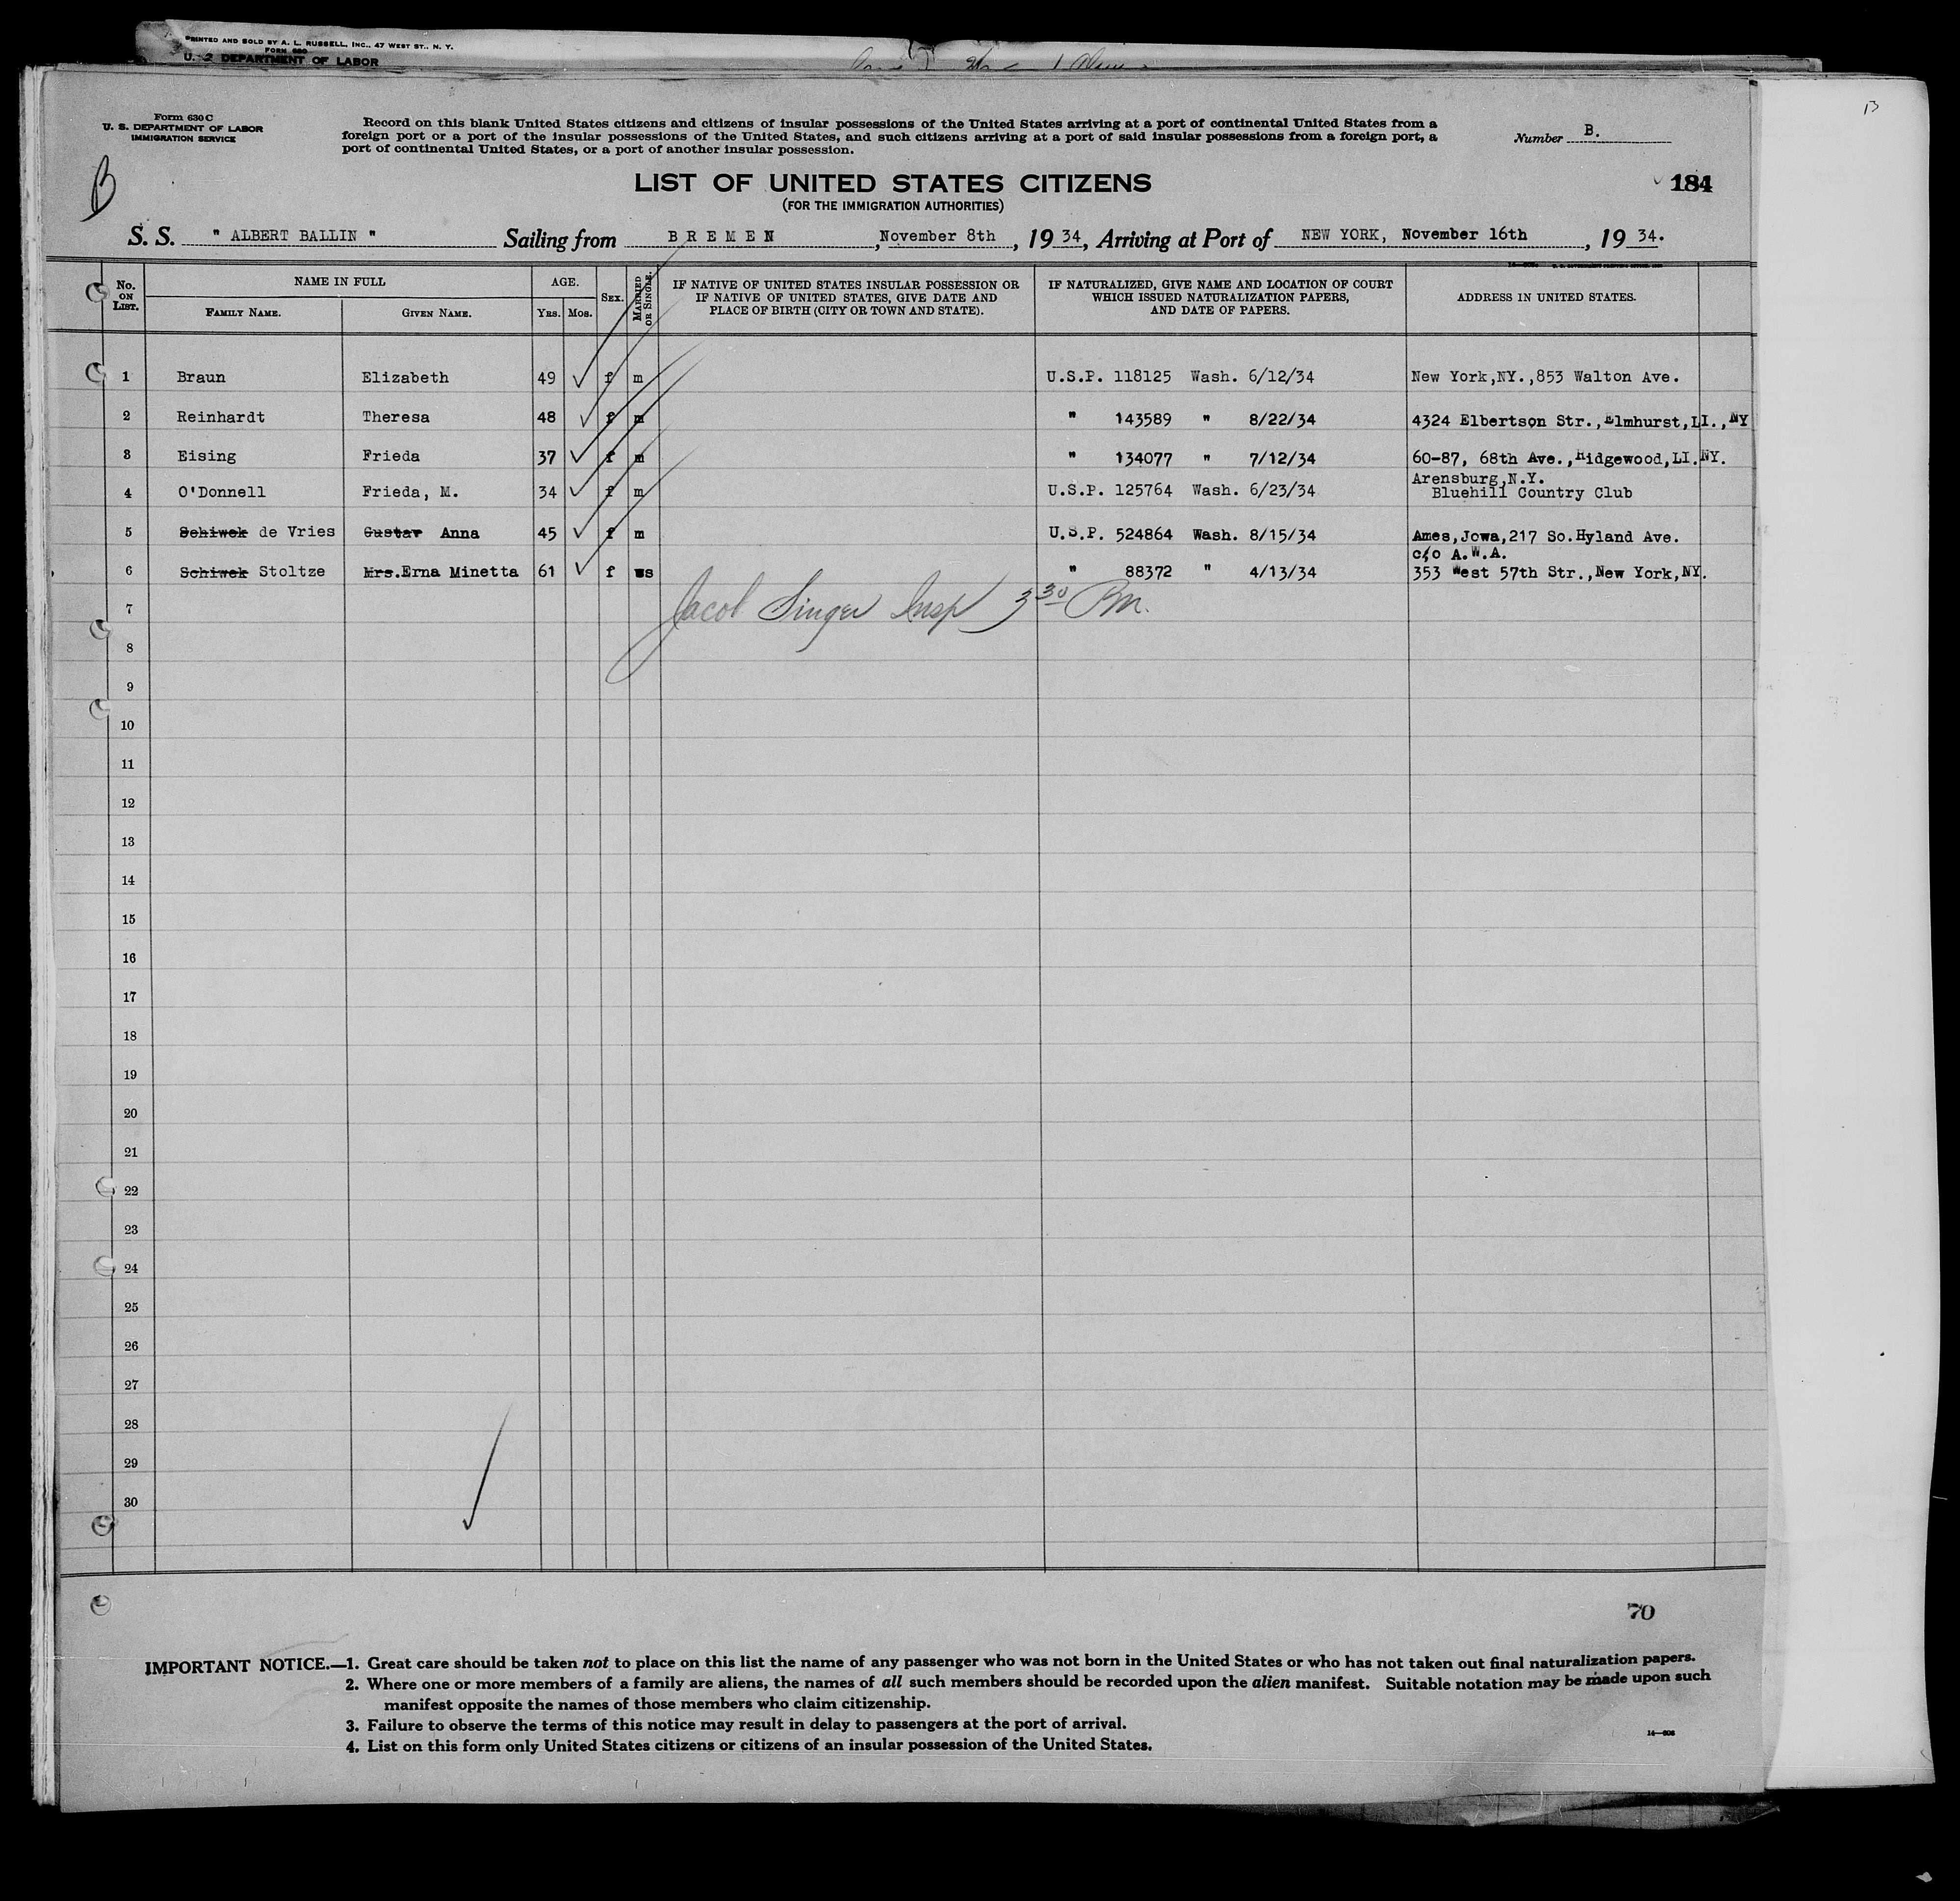 PRINTED AND SOLD BY A. L. RUSSELL, INC., 47 WEST ST., N. Y.
FORM 630
U. S. DEPARTMENT OF LABOR
B
Form 630 C
U. S. DEPARTMENT OF LABOR
IMMIGRATION SERVICE
Record on this blank United States citizens and citizens of insular possessions of the United States arriving at a port of continental United States from a
foreign port or a port of the insular possessions of the United States, and such citizens arriving at a port of said insular possessions from a foreign port, a
port of continental United States, or a port of another insular possession.
Number B.
B
LIST OF UNITED STATES CITIZENS
184
(FOR THE IMMIGRATION AUTHORITIES)
S. S. " ALBERT BALLIN " Sailing from BREMEN, November 8th, 1934, Arriving at Port of NEW YORK, November 16th, 1934.
No. ON LIST. NAME IN FULL FAMILY NAME. GIVEN NAME. AGE. YRS. MOS. SEX. MARRIED OR SINGLE. IF NATIVE OF UNITED STATES INSULAR POSSESSION OR IF NATIVE OF UNITED STATES, GIVE DATE AND PLACE OF BIRTH (CITY OR TOWN AND STATE). IF NATURALIZED, GIVE NAME AND LOCATION OF COURT WHICH ISSUED NATURALIZATION PAPERS, AND DATE OF PAPERS. ADDRESS IN UNITED STATES.
1 Braun Elizabeth 49 f m U.S.P. 118125 Wash. 6/12/34 New York,NY.,853 Walton Ave.
2 Reinhardt Theresa 48 f m " 143589 " 8/22/34 4324 Elbertson Str.,Elmhurst,LI.,NY
3 Eising Frieda 37 f m " 134077 " 7/12/34 60-87, 68th Ave.,Ridgewood,LI.NY.
4 O'Donnell Frieda, M. 34 f m U.S.P. 125764 Wash. 6/23/34 Arensburg,N.Y.
Bluehill Country Club
5 Schiwek de Vries Gustav Anna 45 f m U.S.P. 524864 Wash. 8/15/34 Ames,Jowa,217 So.Hyland Ave.
c/o A.W.A.
6 Schiwek Stoltze Mrs.Erna Minetta 61 f s " 88372 " 4/13/34 353 West 57th Str.,New York,NY.
7
Jacob Singer Insp 3 30 Pm.
8
9
10
11
12
13
14
15
16
17
18
19
20
21
22
23
24
25
26
27
28
29
30
70
IMPORTANT NOTICE.—1. Great care should be taken not to place on this list the name of any passenger who was not born in the United States or who has not taken out final naturalization papers.
2. Where one or more members of a family are aliens, the names of all such members should be recorded upon the alien manifest. Suitable notation may be made upon such
manifest opposite the names of those members who claim citizenship.
3. Failure to observe the terms of this notice may result in delay to passengers at the port of arrival.
4. List on this form only United States citizens or citizens of an insular possession of the United States.